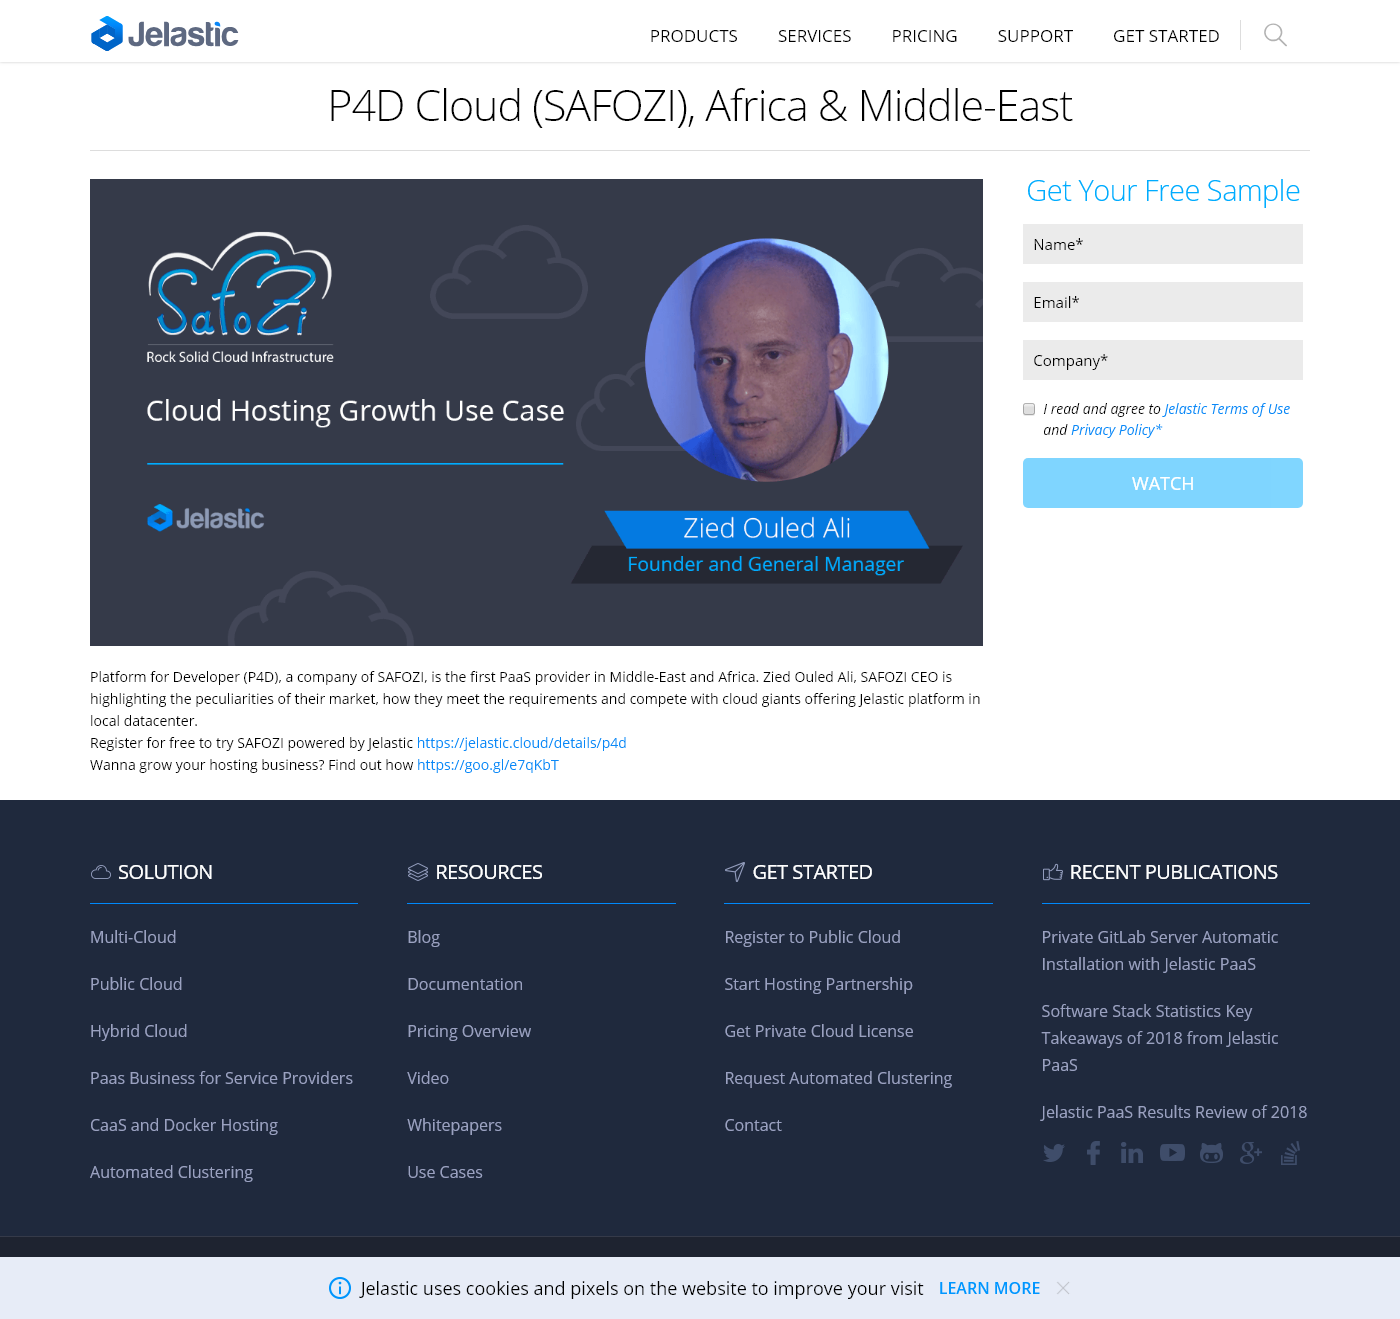 Jelastic
PRODUCTS
SERVICES
PRICING
SUPPORT
GET STARTED
P4D Cloud (SAFOZI), Africa & Middle-East
SafoZi
Rock Solid Cloud Infrastructure
Cloud Hosting Growth Use Case
Jelastic
Zied Ouled Ali
Founder and General Manager
Get Your Free Sample
Name*
Email*
Company*
I read and agree to Jelastic Terms of Use
and Privacy Policy*
WATCH
Platform for Developer (P4D), a company of SAFOZI, is the first PaaS provider in Middle-East and Africa. Zied Ouled Ali, SAFOZI CEO is
highlighting the peculiarities of their market, how they meet the requirements and compete with cloud giants offering Jelastic platform in
local datacenter.
Register for free to try SAFOZI powered by Jelastic https://jelastic.cloud/details/p4d
Wanna grow your hosting business? Find out how https://goo.gl/e7qKbT
SOLUTION
Multi-Cloud
Public Cloud
Hybrid Cloud
Paas Business for Service Providers
CaaS and Docker Hosting
Automated Clustering
RESOURCES
Blog
Documentation
Pricing Overview
Video
Whitepapers
Use Cases
GET STARTED
Register to Public Cloud
Start Hosting Partnership
Get Private Cloud License
Request Automated Clustering
Contact
RECENT PUBLICATIONS
Private GitLab Server Automatic
Installation with Jelastic PaaS
Software Stack Statistics Key
Takeaways of 2018 from Jelastic
PaaS
Jelastic PaaS Results Review of 2018
Jelastic uses cookies and pixels on the website to improve your visit LEARN MORE